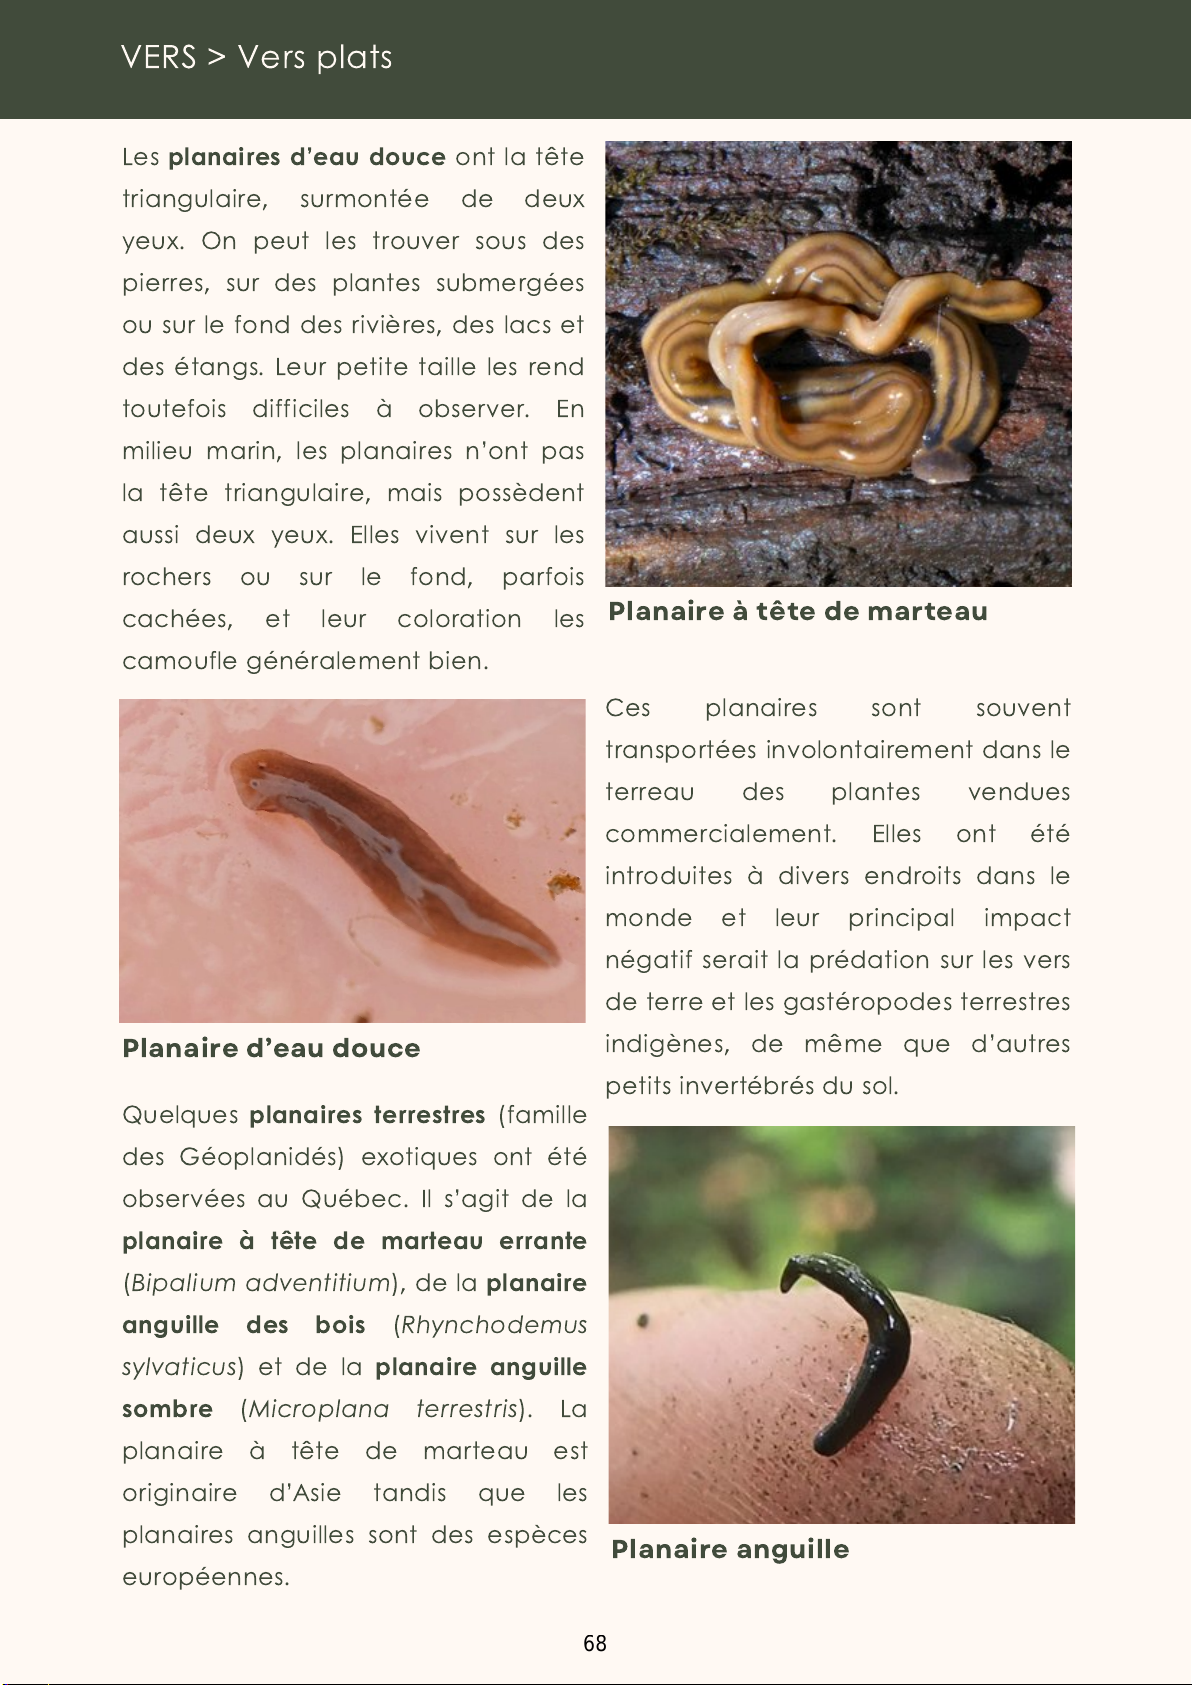 VERS > Vers plats
Les planaires d’eau douce ont la tête
triangulaire, surmontée de deux
yeux. On peut les trouver sous des
pierres, sur des plantes submergées
ou sur le fond des rivières, des lacs et
des étangs. Leur petite taille les rend
toutefois difficiles à observer. En
milieu marin, les planaires n’ont pas
la tête triangulaire, mais possèdent
aussi deux yeux. Elles vivent sur les
rochers ou sur le fond, parfois
cachées, et leur coloration les
camoufle généralement bien.
Planaire d’eau douce
Quelques planaires terrestres (famille
des Géoplanidés) exotiques ont été
observées au Québec. Il s’agit de la
planaire à tête de marteau errante
(Bipalium adventitium), de la planaire
anguille des bois (Rhynchodemus
sylvaticus) et de la planaire anguille
sombre (Microplana terrestris). La
planaire à tête de marteau est
originaire d’Asie tandis que les
planaires anguilles sont des espèces
européennes.
Planaire à tête de marteau
Ces planaires sont souvent
transportées involontairement dans le
terreau des plantes vendues
commercialement. Elles ont été
introduites à divers endroits dans le
monde et leur principal impact
négatif serait la prédation sur les vers
de terre et les gastéropodes terrestres
indigènes, de même que d’autres
petits invertébrés du sol.
Planaire anguille
68